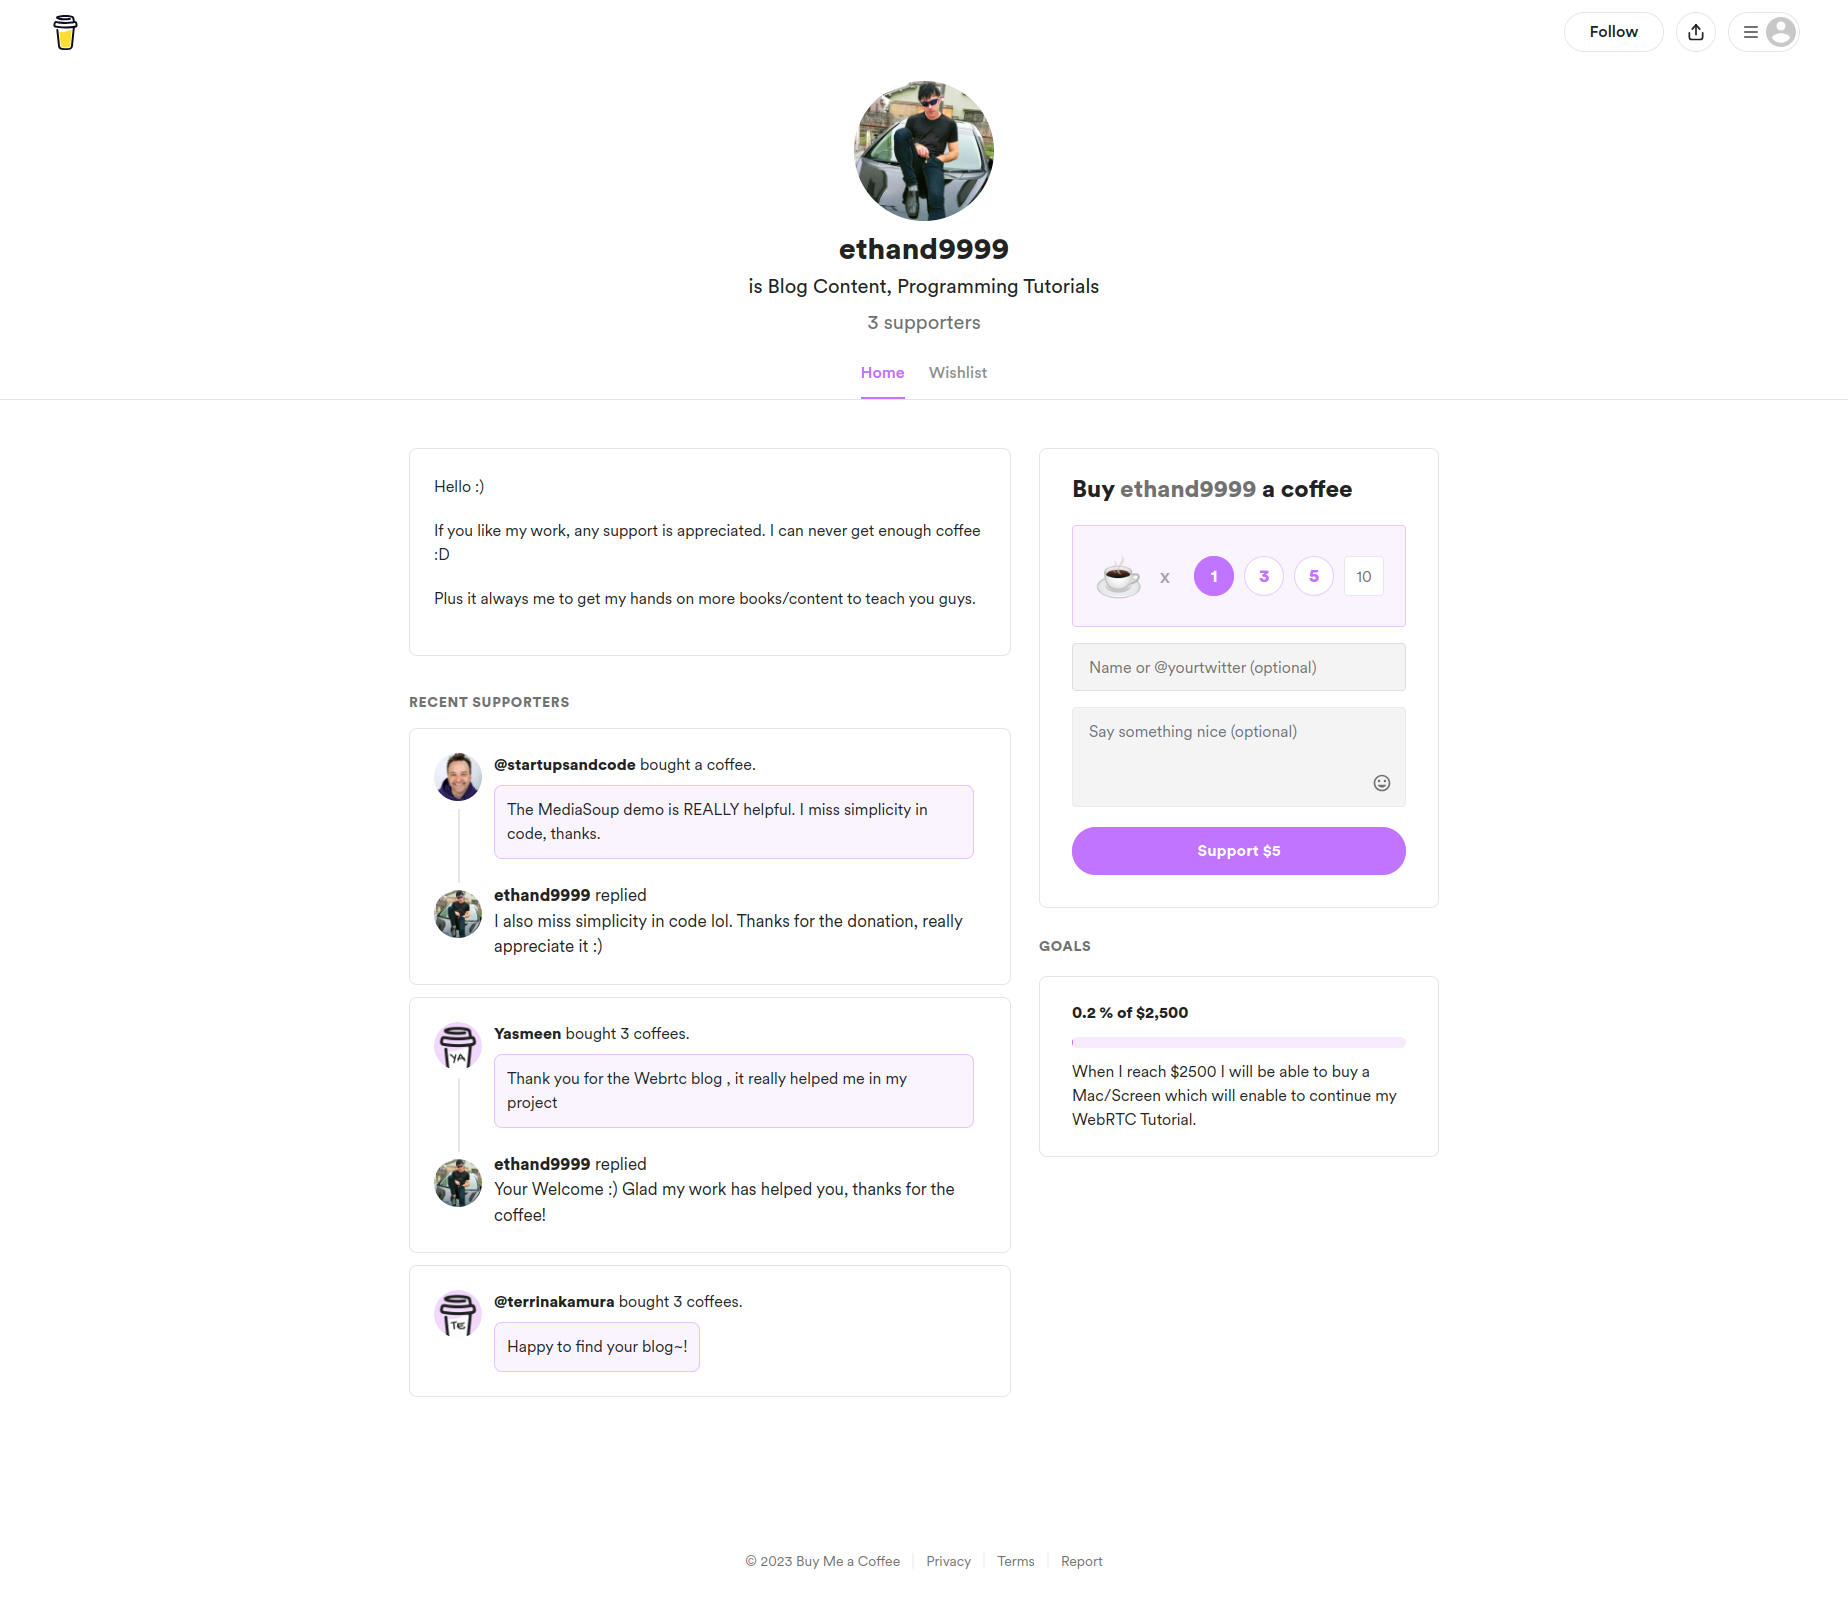 Follow
ethand9999
is Blog Content, Programming Tutorials
3 supporters
Home Wishlist
Hello :)
If you like my work, any support is appreciated. I can never get enough coffee
:D
Plus it always me to get my hands on more books/content to teach you guys.
RECENT SUPPORTERS
@startupsandcode bought a coffee.
The MediaSoup demo is REALLY helpful. I miss simplicity in
code, thanks.
ethand9999 replied
I also miss simplicity in code lol. Thanks for the donation, really
appreciate it :)
YA
Yasmeen bought 3 coffees.
Thank you for the Webrtc blog , it really helped me in my
project
ethand9999 replied
Your Welcome :) Glad my work has helped you, thanks for the
coffee!
TE
@terrinakamura bought 3 coffees.
Happy to find your blog~!
Buy ethand9999 a coffee
x 1 3 5 10
Name or @yourtwitter (optional)
Say something nice (optional)
Support $5
GOALS
0.2 % of $2,500
When I reach $2500 I will be able to buy a
Mac/Screen which will enable to continue my
WebRTC Tutorial.
© 2023 Buy Me a Coffee Privacy Terms Report